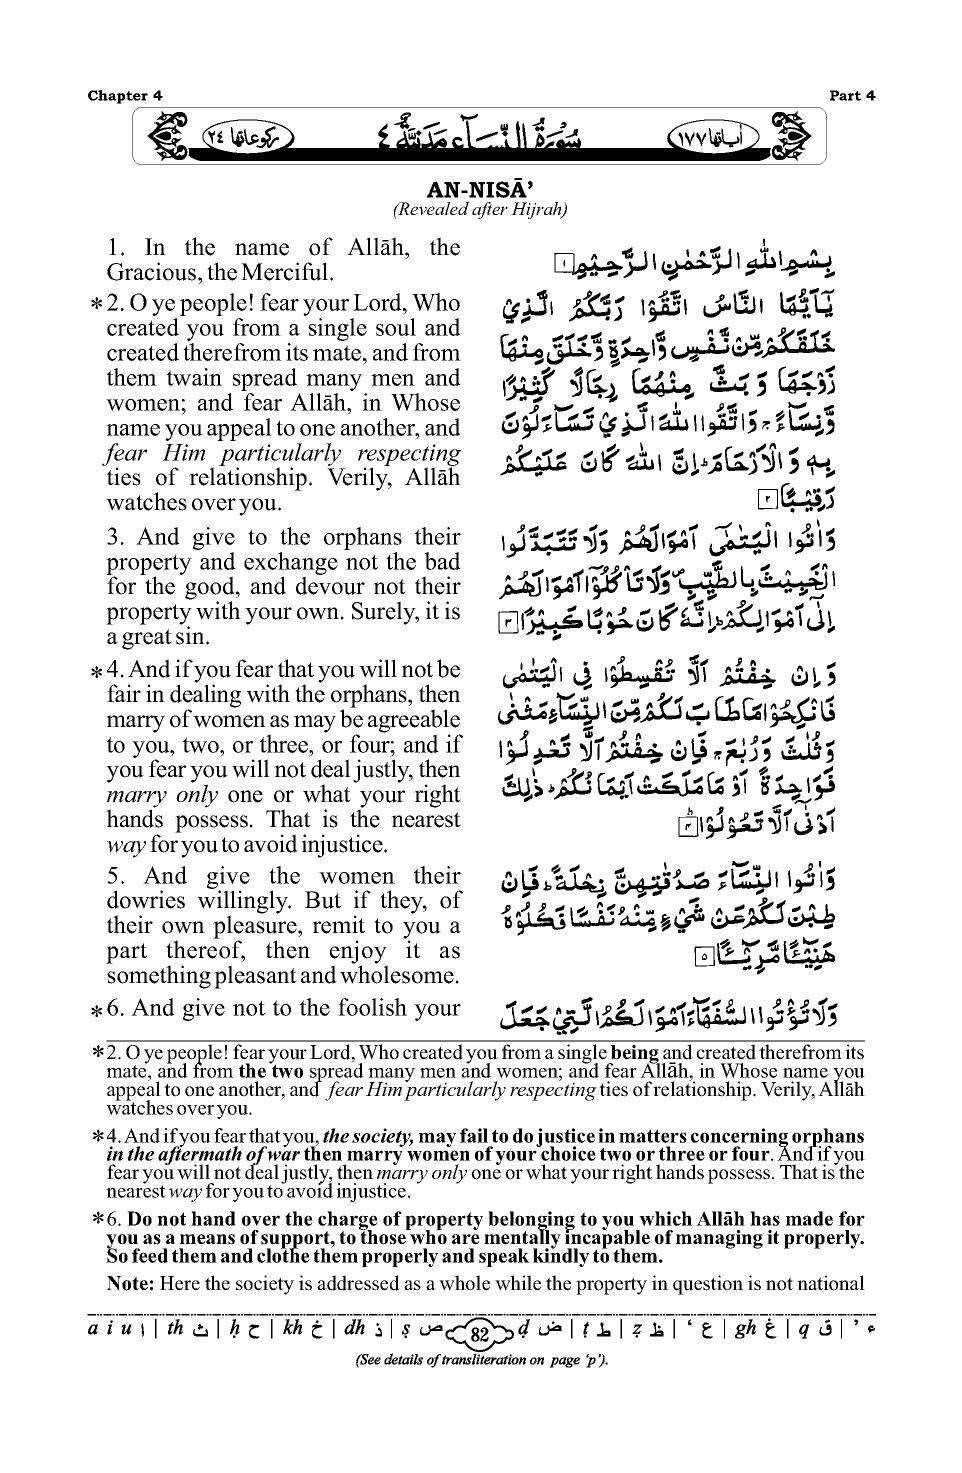 Chapter 4 Part 4
رکوعاتها ٢٤ سُوْرَةُ النِّسَآءِ مَدَنِيَّةٌ ٤ اٰیاتها ١٧٧
AN-NISĀ’
(Revealed after Hijrah)
1. In the name of Allāh, the
Gracious, the Merciful.
*2. O ye people! fear your Lord, Who
created you from a single soul and
created therefrom its mate, and from
them twain spread many men and
women; and fear Allāh, in Whose
name you appeal to one another, and
fear Him particularly respecting
ties of relationship. Verily, Allāh
watches over you.
3. And give to the orphans their
property and exchange not the bad
for the good, and devour not their
property with your own. Surely, it is
a great sin.
*4. And if you fear that you will not be
fair in dealing with the orphans, then
marry of women as may be agreeable
to you, two, or three, or four; and if
you fear you will not deal justly, then
marry only one or what your right
hands possess. That is the nearest
way for you to avoid injustice.
5. And give the women their
dowries willingly. But if they, of
their own pleasure, remit to you a
part thereof, then enjoy it as
something pleasant and wholesome.
*6. And give not to the foolish your
بِسْمِ اللّٰهِ الرَّحْمٰنِ الرَّحِيْمِ ١
يٰۤاَيُّهَا النَّاسُ اتَّقُوْا رَبَّكُمُ الَّذِيْ
خَلَقَكُمْ مِّنْ نَّفْسٍ وَّاحِدَةٍ وَّخَلَقَ مِنْهَا
زَوْجَهَا وَ بَثَّ مِنْهُمَا رِجَالًا كَثِيْرًا
وَّنِسَآءً ۚ وَاتَّقُوا اللّٰهَ الَّذِيْ تَسَآءَلُوْنَ
بِهٖ وَ الْاَرْحَامَ ؕ اِنَّ اللّٰهَ كَانَ عَلَيْكُمْ
رَقِيْبًا ٢
وَاٰتُوا الْيَتٰمٰۤى اَمْوَالَهُمْ وَلَا تَتَبَدَّلُوا
الْخَبِيْثَ بِالطَّيِّبِ ۪ وَلَا تَاْكُلُوْۤا اَمْوَالَهُمْ
اِلٰۤى اَمْوَالِكُمْ ؕ اِنَّهٗ كَانَ حُوْبًا كَبِيْرًا ٣
وَ اِنْ خِفْتُمْ اَلَّا تُقْسِطُوْا فِى الْيَتٰمٰى
فَانْكِحُوْا مَا طَابَ لَكُمْ مِّنَ النِّسَآءِ مَثْنٰى
وَ ثُلٰثَ وَرُبٰعَ ۚ فَاِنْ خِفْتُمْ اَلَّا تَعْدِلُوْا
فَوَاحِدَةً اَوْ مَا مَلَكَتْ اَيْمَانُكُمْ ؕ ذٰلِكَ
اَدْنٰۤى اَلَّا تَعُوْلُوْا ٤
وَاٰتُوا النِّسَآءَ صَدُقٰتِهِنَّ نِحْلَةً ؕ فَاِنْ
طِبْنَ لَكُمْ عَنْ شَيْءٍ مِّنْهُ نَفْسًا فَكُلُوْهُ
هَنِيْٓـًٔا مَّرِيْٓـًٔا ٥
وَلَا تُؤْتُوا السُّفَهَآءَ اَمْوَالَكُمُ الَّتِيْ جَعَلَ
*2. O ye people! fear your Lord, Who created you from a single being and created therefrom its
mate, and from the two spread many men and women; and fear Allāh, in Whose name you
appeal to one another, and fear Him particularly respecting ties of relationship. Verily, Allāh
watches over you.
*4. And if you fear that you, the society, may fail to do justice in matters concerning orphans
in the aftermath of war then marry women of your choice two or three or four. And if you
fear you will not deal justly, then marry only one or what your right hands possess. That is the
nearest way for you to avoid injustice.
*6. Do not hand over the charge of property belonging to you which Allāh has made for
you as a means of support, to those who are mentally incapable of managing it properly.
So feed them and clothe them properly and speak kindly to them.
Note: Here the society is addressed as a whole while the property in question is not national
a i u ا | th ث | ḥ ح | kh خ | dh ذ | ṣ ص 82 ḍ ض | ṭ ط | ẓ ظ | ‘ ع | gh غ | q ق | ’ ء
(See details of transliteration on page ‘p’).